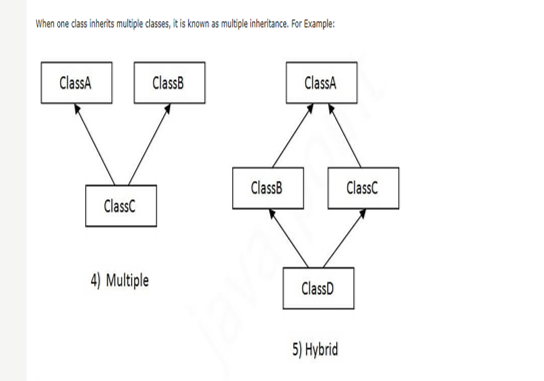 When one class inherits multiple classes, it is known as multiple inheritance. For Example:
ClassA
ClassB
ClassC
4) Multiple
ClassA
ClassB
ClassC
ClassD
5) Hybrid